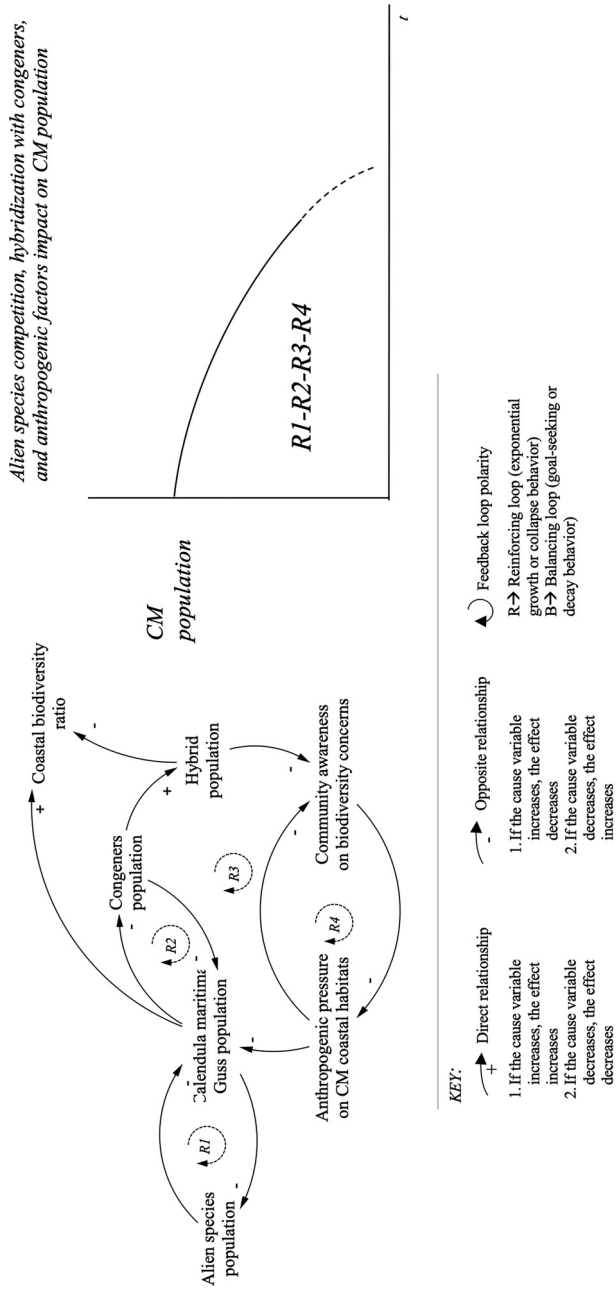 Alien species competition, hybridization with congeners,
and anthropogenic factors impact on CM population
+ Coastal biodiversity
ratio
-
Congeners
population
-
+
Hybrid
population
R2
-
Calendula maritima
Guss population
-
R1
Alien species
population
-
R3
-
Community awareness
on biodiversity concerns
-
R4
Anthropogenic pressure
on CM coastal habitats
-
-
CM
population
R1-R2-R3-R4
t
KEY:
+
Direct relationship
1. If the cause variable
increases, the effect
increases
2. If the cause variable
decreases, the effect
decreases
-
Opposite relationship
1. If the cause variable
increases, the effect
decreases
2. If the cause variable
decreases, the effect
increases
Feedback loop polarity
R→ Reinforcing loop (exponential
growth or collapse behavior)
B→ Balancing loop (goal-seeking or
decay behavior)